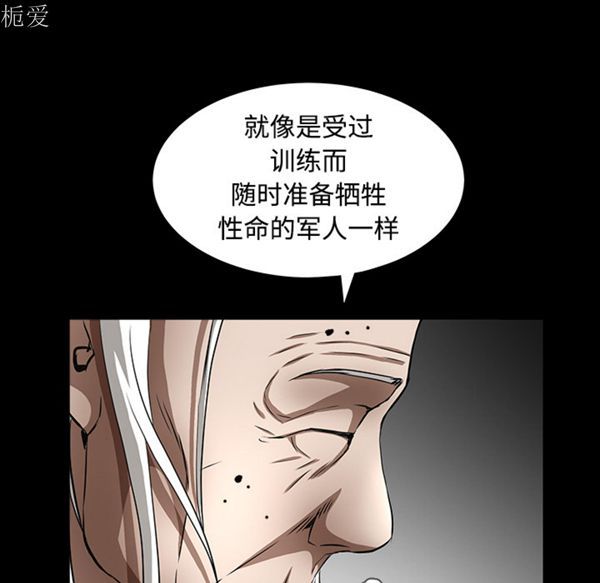 栀爱
就像是受过
训练而
随时准备牺牲
性命的军人一样